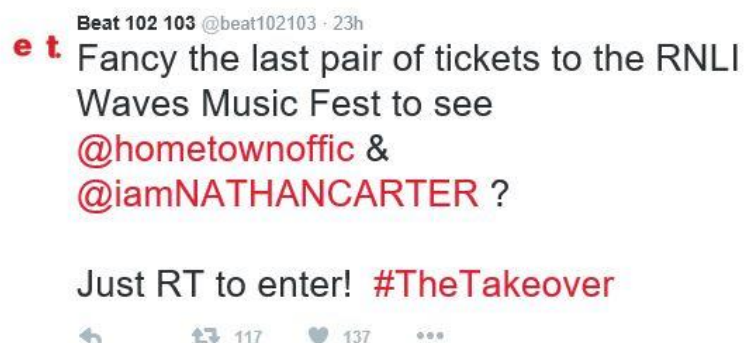 Beat 102 103 @beat102103 · 23h
e t.
Fancy the last pair of tickets to the RNLI
Waves Music Fest to see
@hometownoffic &
@iamNATHANCARTER ?
Just RT to enter! #TheTakeover
117 137